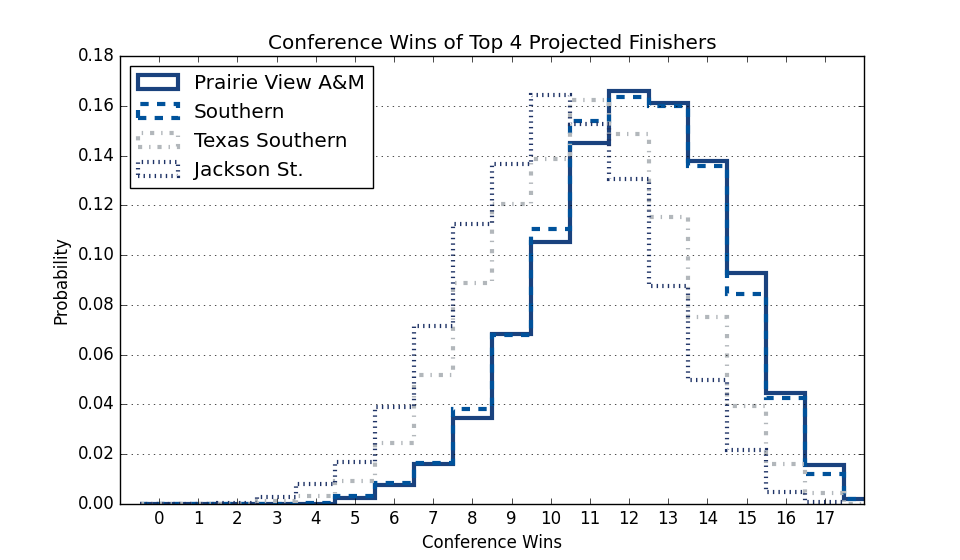 Conference Wins of Top 4 Projected Finishers
0.18
0.16
0.14
0.12
0.10
0.08
0.06
0.04
0.02
0.00
Probability
Prairie View A&M
Southern
Texas Southern
Jackson St.
0 1 2 3 4 5 6 7 8 9 10 11 12 13 14 15 16 17
Conference Wins